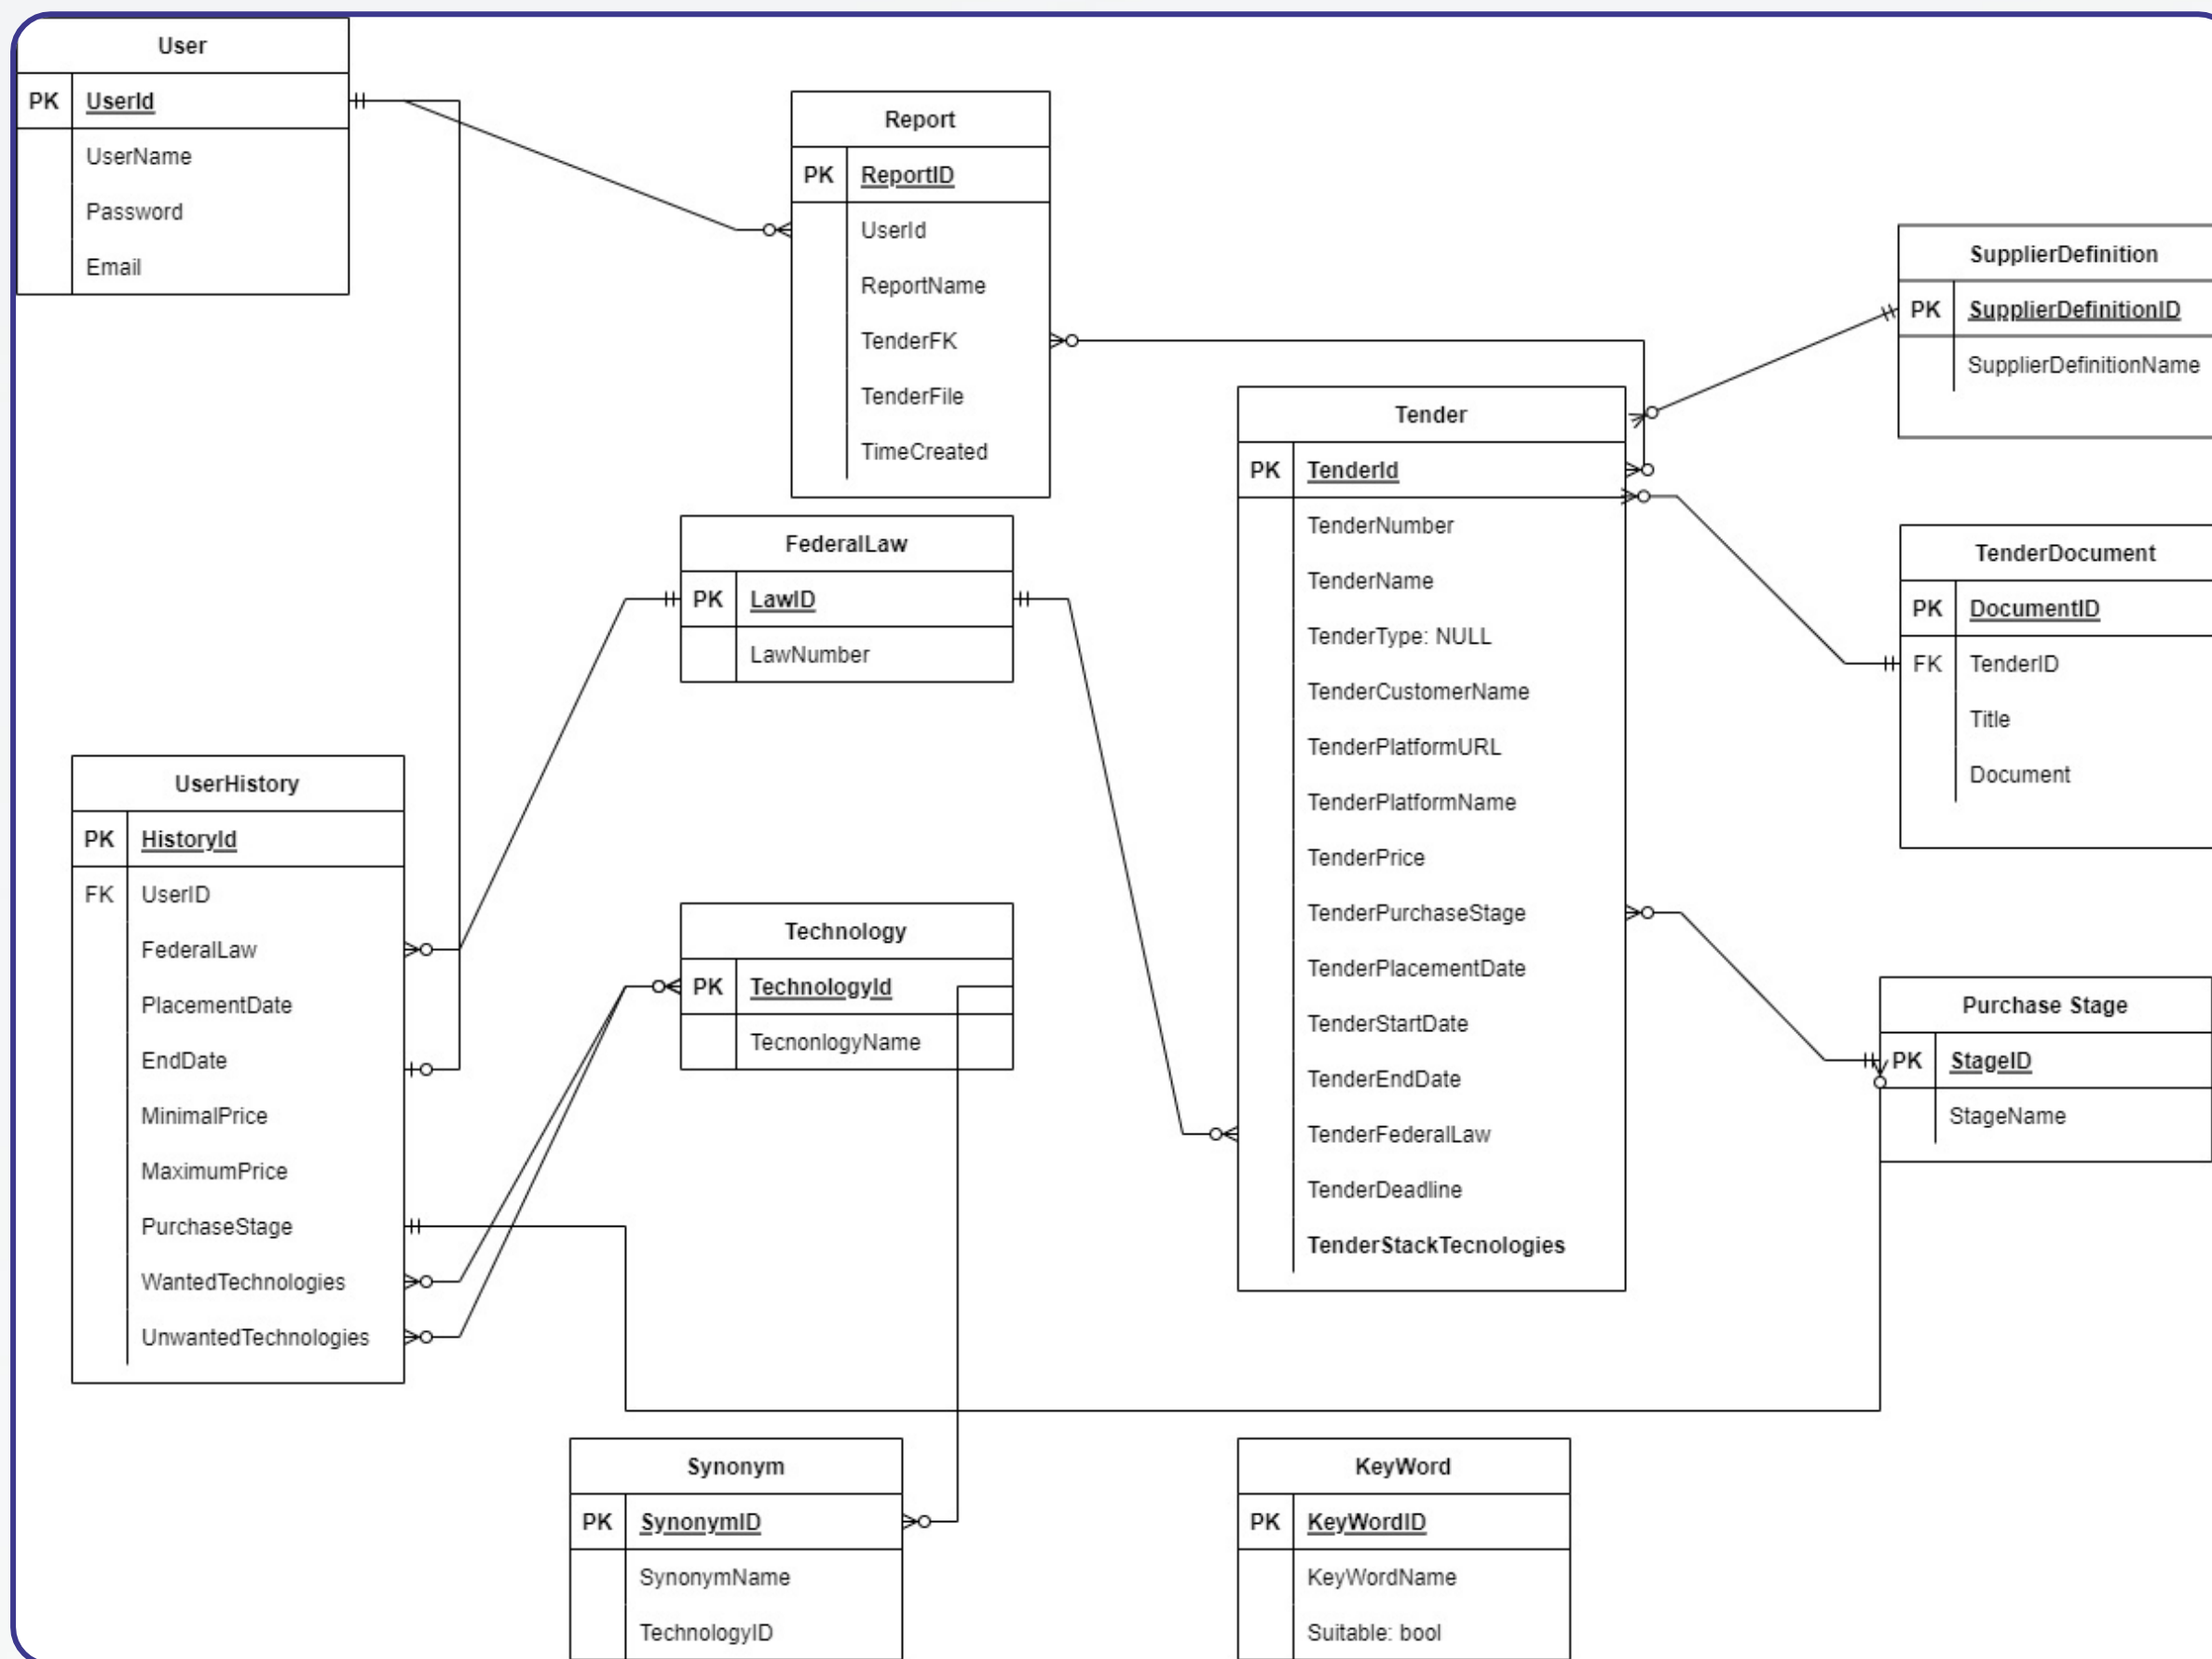 User
PK UserId
UserName
Password
Email
Report
PK ReportID
UserId
ReportName
TenderFK
TenderFile
TimeCreated
SupplierDefinition
PK SupplierDefinitionID
SupplierDefinitionName
Tender
PK TenderId
TenderNumber
TenderName
TenderType: NULL
TenderCustomerName
TenderPlatformURL
TenderPlatformName
TenderPrice
TenderPurchaseStage
TenderPlacementDate
TenderStartDate
TenderEndDate
TenderFederalLaw
TenderDeadline
TenderStackTecnologies
FederalLaw
PK LawID
LawNumber
TenderDocument
PK DocumentID
FK TenderID
Title
Document
UserHistory
PK HistoryId
FK UserID
FederalLaw
PlacementDate
EndDate
MinimalPrice
MaximumPrice
PurchaseStage
WantedTechnologies
UnwantedTechnologies
Technology
PK TechnologyId
TecnonlogyName
Purchase Stage
PK StageID
StageName
Synonym
PK SynonymID
SynonymName
TechnologyID
KeyWord
PK KeyWordID
KeyWordName
Suitable: bool